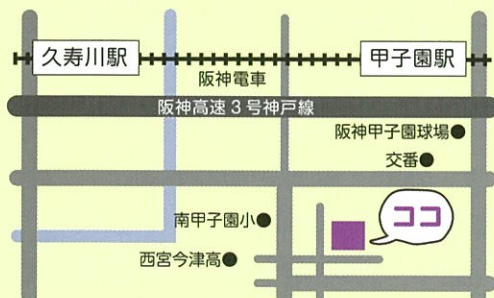 久寿川駅
甲子園駅
阪神電車
阪神高速3号神戸線
阪神甲子園球場●
交番●
南甲子園小●
ココ
西宮今津高●